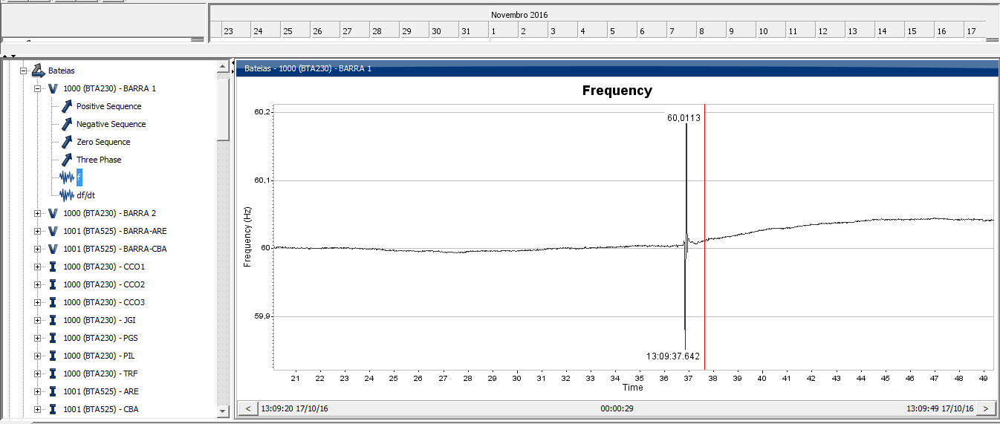 Novembro 2016
23 24 25 26 27 28 29 30 31 1 2 3 4 5 6 7 8 9 10 11 12 13 14 15 16 17
Bateias
1000 (BTA230) - BARRA 1
Positive Sequence
Negative Sequence
Zero Sequence
Three Phase
f
df/dt
1000 (BTA230) - BARRA 2
1001 (BTA525) - BARRA-ARE
1001 (BTA525) - BARRA-CBA
1000 (BTA230) - CCO1
1000 (BTA230) - CCO2
1000 (BTA230) - CCO3
1000 (BTA230) - JGI
1000 (BTA230) - PGS
1000 (BTA230) - PIL
1000 (BTA230) - TRF
1001 (BTA525) - ARE
1001 (BTA525) - CBA
Bateias - 1000 (BTA230) - BARRA 1
Frequency
Frequency (Hz)
60,2
60,1
60
59,9
60,0113
13:09:37.642
21 22 23 24 25 26 27 28 29 30 31 32 33 34 35 36 37 38 39 40 41 42 43 44 45 46 47 48 49
Time
< 13:09:20 17/10/16 00:00:29 13:09:49 17/10/16 >